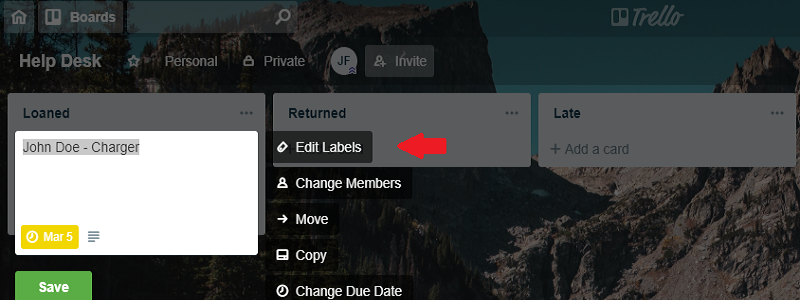 Boards
Trello
Help Desk Personal Private JF Invite
Loaned Returned Late
John Doe - Charger
Edit Labels
Add a card
Change Members
Move
Mar 5
Copy
Save
Change Due Date